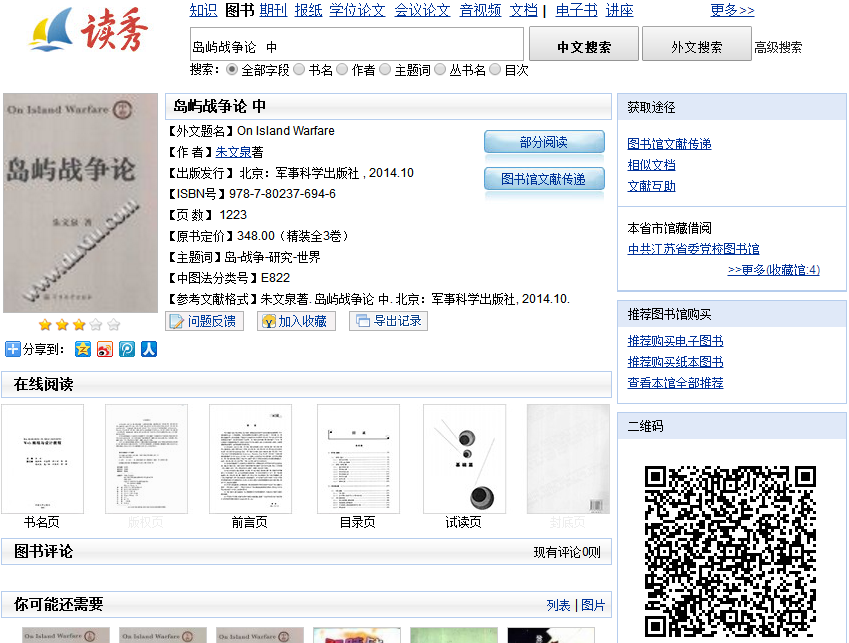 知识 图书 期刊 报纸 学位论文 会议论文 音视频 文档 | 电子书 讲座 更多>>
读秀
岛屿战争论 中 中文搜索 外文搜索 高级搜索
搜索： 全部字段 书名 作者 主题词 丛书名 目次
On Island Warfare
岛屿战争论
朱文泉 著
岛屿战争论 中
【外文题名】On Island Warfare
【作 者】朱文泉著
【出版发行】 北京：军事科学出版社 , 2014.10
【ISBN号】978-7-80237-694-6
【页 数】 1223
【原书定价】348.00（精装全3卷）
【主题词】岛-战争-研究-世界
【中图法分类号】E822
【参考文献格式】朱文泉著. 岛屿战争论 中. 北京：军事科学出版社, 2014.10.
部分阅读
图书馆文献传递
问题反馈 加入收藏 导出记录
分享到：
获取途径
图书馆文献传递
相似文档
文献互助
本省市馆藏借阅
中共江苏省委党校图书馆
>>更多(收藏馆:4)
推荐图书馆购买
推荐购买电子图书
推荐购买纸本图书
查看本馆全部推荐
二维码
在线阅读
目 录
基础篇
书名页 版权页 前言页 目录页 试读页 封底页
图书评论 现有评论0则
你可能还需要 列表 | 图片
On Island Warfare On Island Warfare On Island Warfare